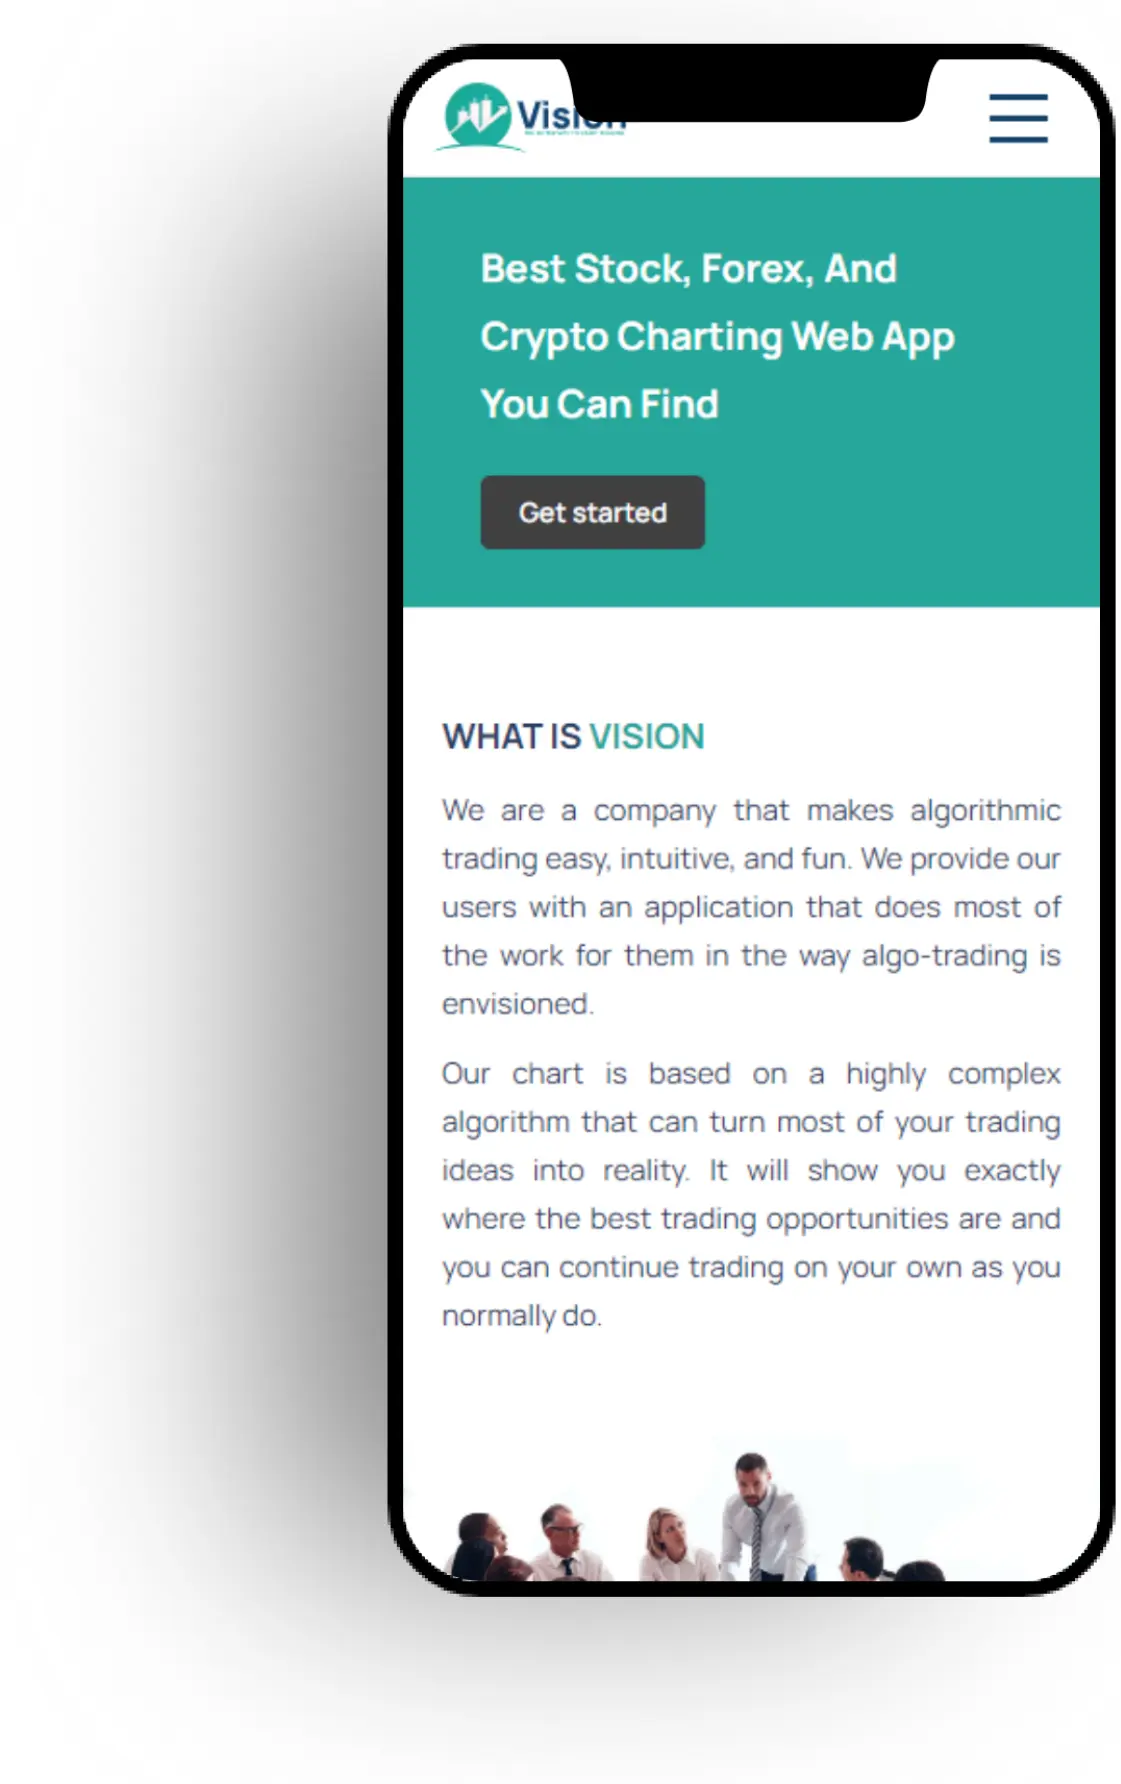 Vision
Best Stock, Forex, And
Crypto Charting Web App
You Can Find
Get started
WHAT IS VISION
We are a company that makes algorithmic
trading easy, intuitive, and fun. We provide our
users with an application that does most of
the work for them in the way algo-trading is
envisioned.
Our chart is based on a highly complex
algorithm that can turn most of your trading
ideas into reality. It will show you exactly
where the best trading opportunities are and
you can continue trading on your own as you
normally do.